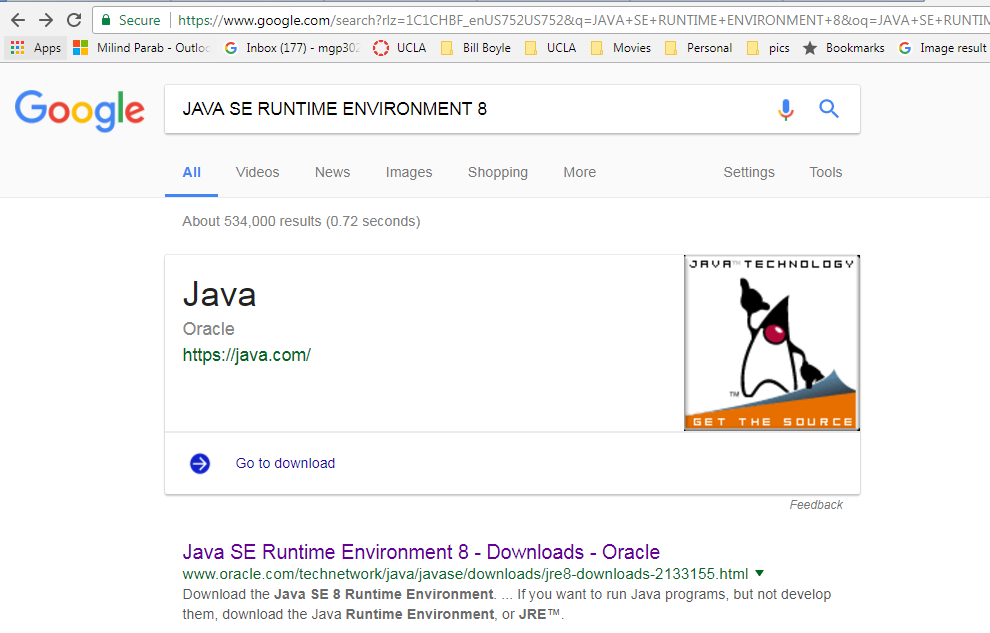 Secure https://www.google.com/search?rlz=1C1CHBF_enUS752US752&q=JAVA+SE+RUNTIME+ENVIRONMENT+8&oq=JAVA+SE+RUNTIM
Apps Milind Parab - Outloo Inbox (177) - mgp302 UCLA Bill Boyle UCLA Movies Personal pics Bookmarks Image result
Google JAVA SE RUNTIME ENVIRONMENT 8
All Videos News Images Shopping More Settings Tools
About 534,000 results (0.72 seconds)
JAVA™ TECHNOLOGY
Java
Oracle
https://java.com/
TM
GET THE SOURCE
Go to download
Feedback
Java SE Runtime Environment 8 - Downloads - Oracle
www.oracle.com/technetwork/java/javase/downloads/jre8-downloads-2133155.html
Download the Java SE 8 Runtime Environment. ... If you want to run Java programs, but not develop
them, download the Java Runtime Environment, or JRE™.